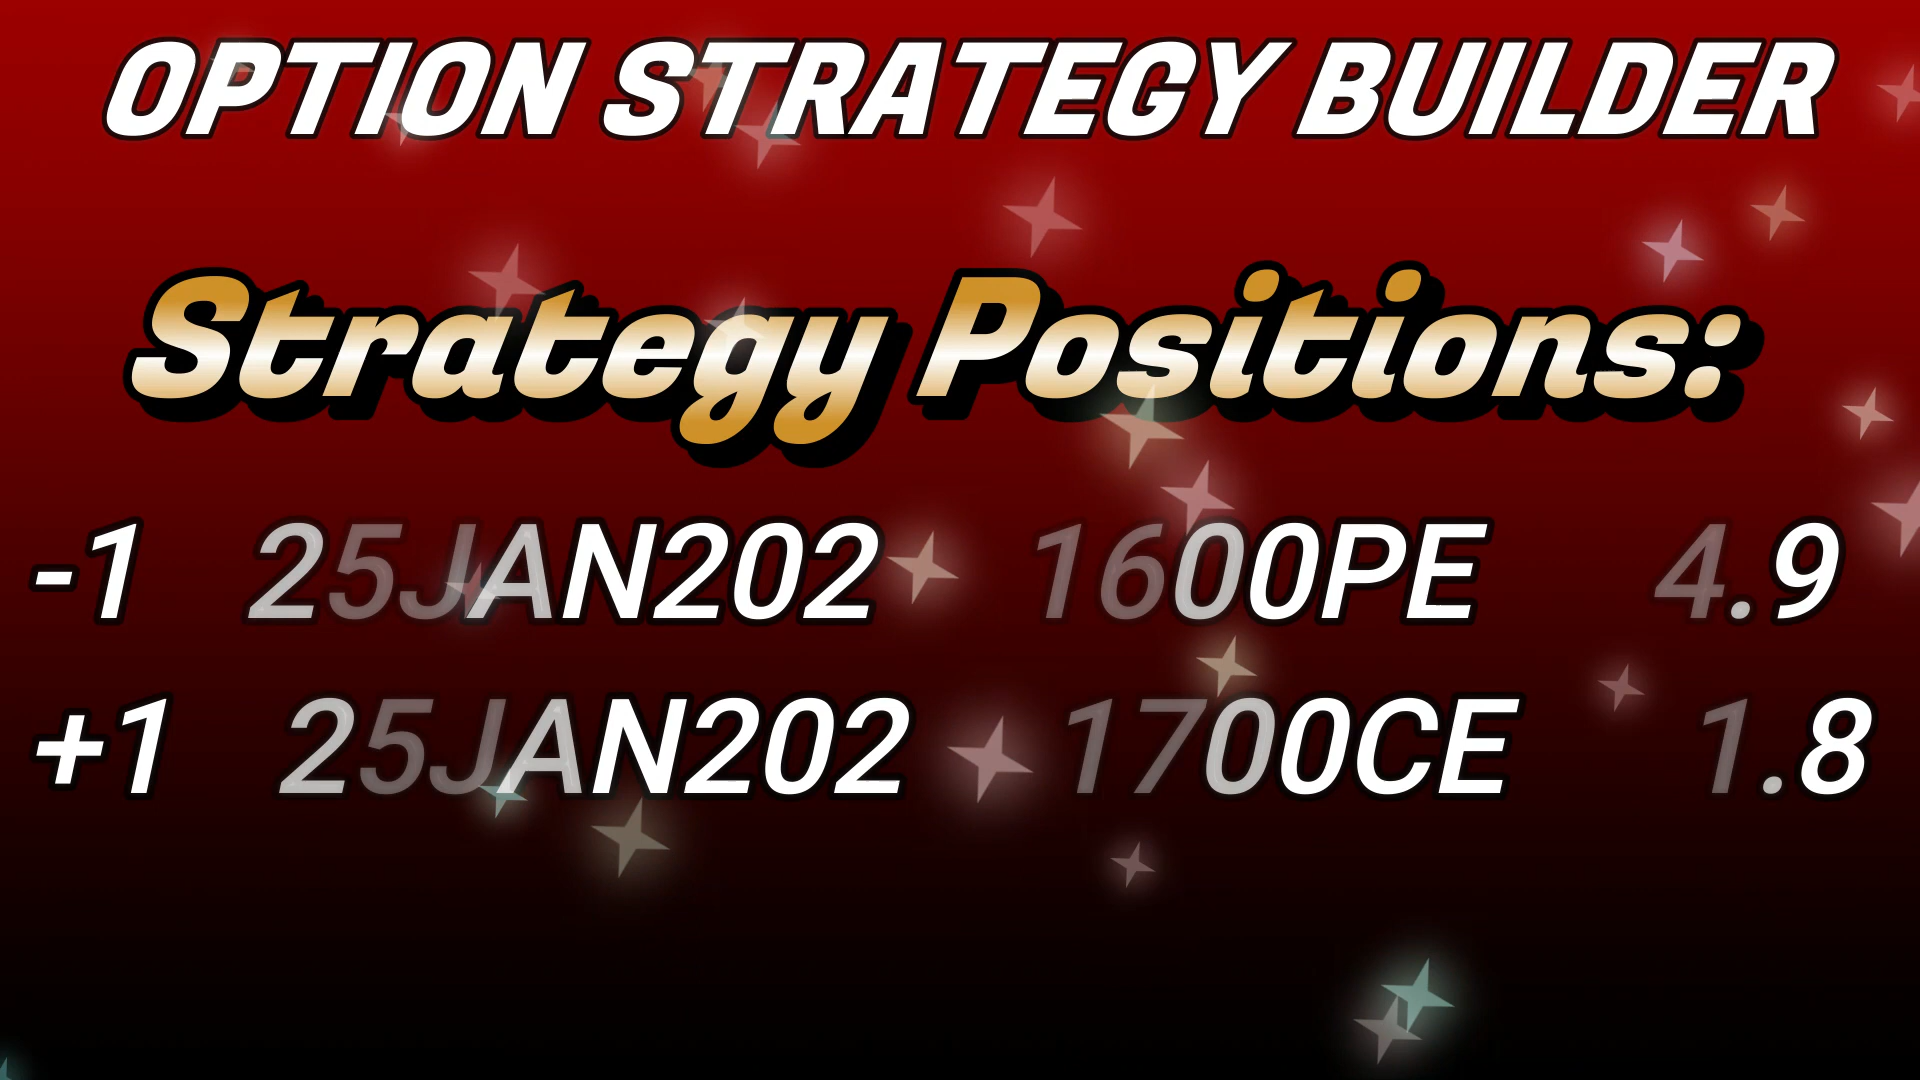 OPTION STRATEGY BUILDER
Strategy Positions:
-1 25JAN202 1600PE 4.9
+1 25JAN202 1700CE 1.8